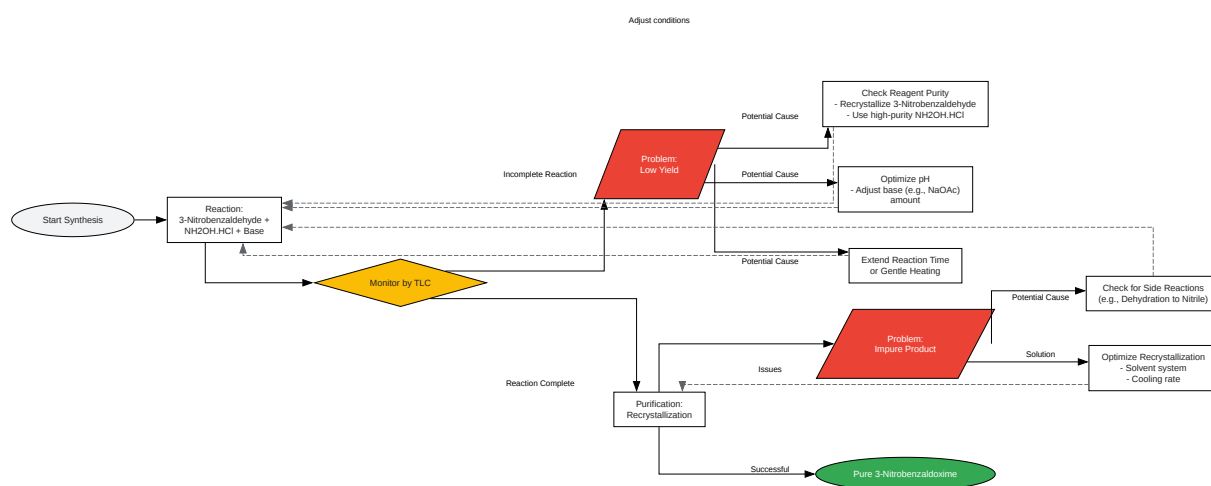 Adjust conditions
Check Reagent Purity
- Recrystallize 3-Nitrobenzaldehyde
- Use high-purity NH2OH.HCl
Potential Cause
Problem:
Low Yield
Incomplete Reaction
Potential Cause
Optimize pH
- Adjust base (e.g., NaOAc)
amount
Start Synthesis
Reaction:
3-Nitrobenzaldehyde +
NH2OH.HCl + Base
Potential Cause
Extend Reaction Time
or Gentle Heating
Monitor by TLC
Check for Side Reactions
(e.g., Dehydration to Nitrile)
Potential Cause
Problem:
Impure Product
Solution
Optimize Recrystallization
- Solvent system
- Cooling rate
Issues
Reaction Complete
Purification:
Recrystallization
Successful
Pure 3-Nitrobenzaldoxime